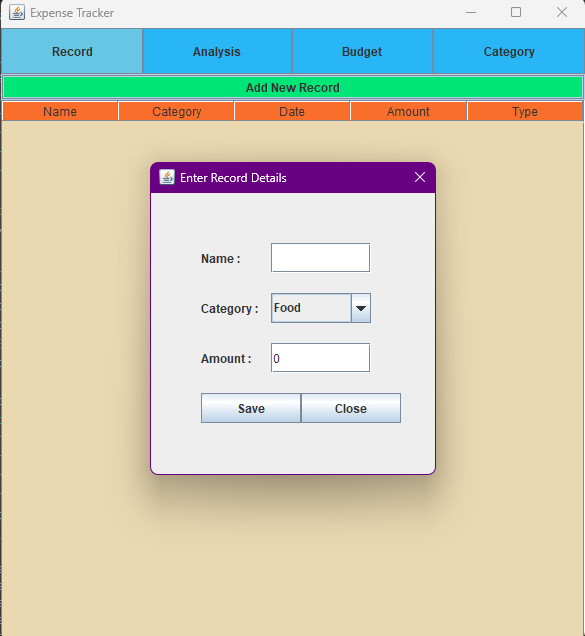 Expense Tracker
Record Analysis Budget Category
Add New Record
Name Category Date Amount Type
Enter Record Details
Name :
Category : Food
Amount : 0
Save Close